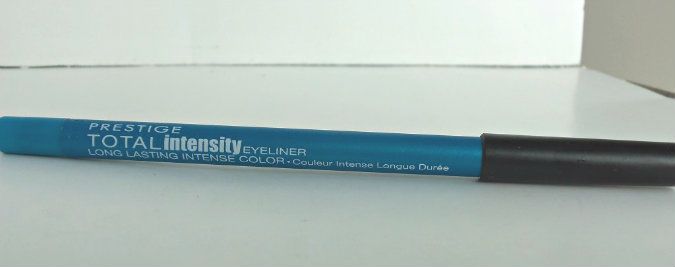 PRESTIGE
TOTAL intensity EYELINER
LONG LASTING INTENSE COLOR • Couleur Intense Longue Durée